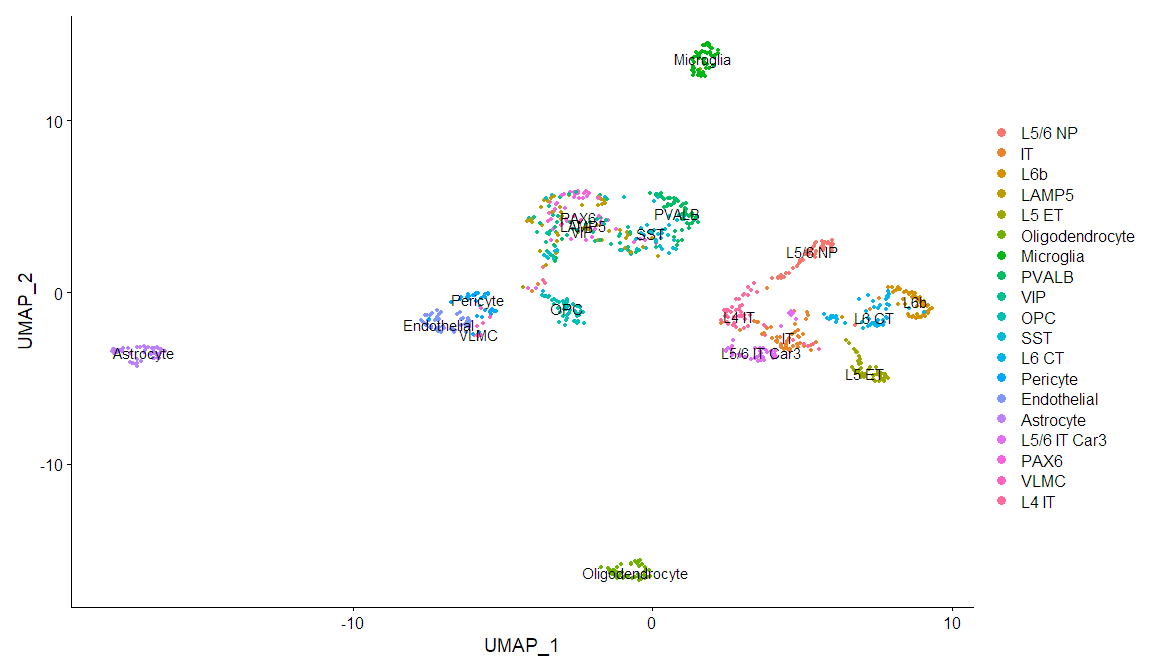 Microglia
10
PAX6
LAMP5
VIP
PVALB
SST
L5/6 NP
0
Pericyte
Endothelial
VLMC
OPC
L4 IT
IT
L5/6 IT Car3
L6 CT
L6b
L5 ET
Astrocyte
-10
Oligodendrocyte
UMAP_2
-10
0
10
UMAP_1
L5/6 NP
IT
L6b
LAMP5
L5 ET
Oligodendrocyte
Microglia
PVALB
VIP
OPC
SST
L6 CT
Pericyte
Endothelial
Astrocyte
L5/6 IT Car3
PAX6
VLMC
L4 IT